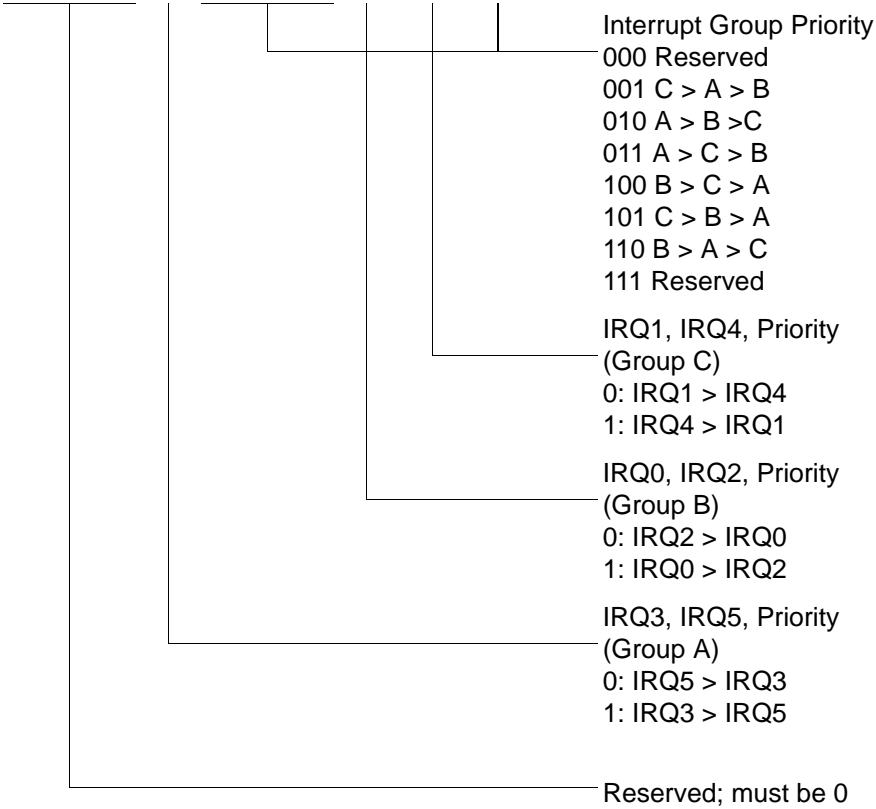 Interrupt Group Priority
000 Reserved
001 C > A > B
010 A > B >C
011 A > C > B
100 B > C > A
101 C > B > A
110 B > A > C
111 Reserved
IRQ1, IRQ4, Priority
(Group C)
0: IRQ1 > IRQ4
1: IRQ4 > IRQ1
IRQ0, IRQ2, Priority
(Group B)
0: IRQ2 > IRQ0
1: IRQ0 > IRQ2
IRQ3, IRQ5, Priority
(Group A)
0: IRQ5 > IRQ3
1: IRQ3 > IRQ5
Reserved; must be 0